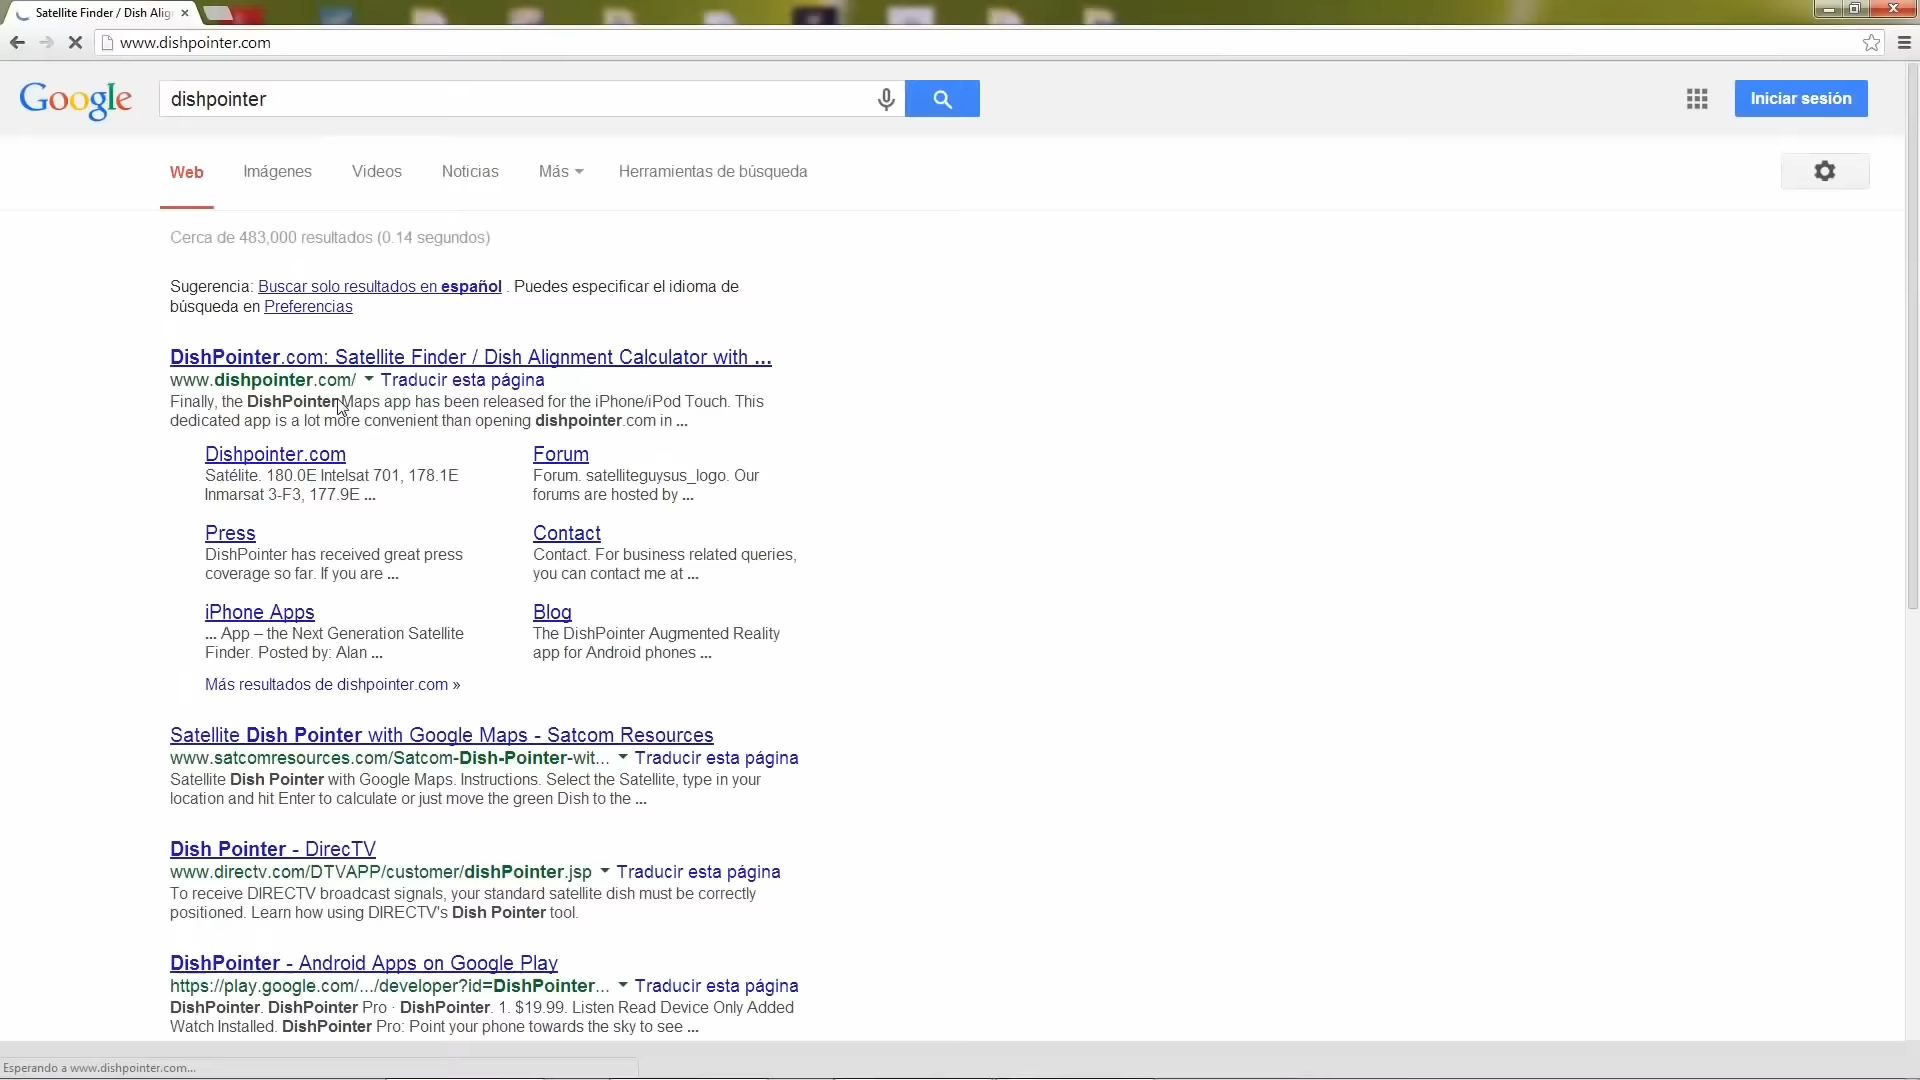 Satellite Finder / Dish Alig
www.dishpointer.com
Google
dishpointer
Iniciar sesión
Web Imágenes Videos Noticias Más Herramientas de búsqueda
Cerca de 483,000 resultados (0.14 segundos)
Sugerencia: Buscar solo resultados en español . Puedes especificar el idioma de
búsqueda en Preferencias
DishPointer.com: Satellite Finder / Dish Alignment Calculator with ...
www.dishpointer.com/ Traducir esta página
Finally, the DishPointer Maps app has been released for the iPhone/iPod Touch. This
dedicated app is a lot more convenient than opening dishpointer.com in ...
Dishpointer.com
Satélite. 180.0E Intelsat 701, 178.1E
Inmarsat 3-F3, 177.9E ...
Forum
Forum. satelliteguysus_logo. Our
forums are hosted by ...
Press
DishPointer has received great press
coverage so far. If you are ...
Contact
Contact. For business related queries,
you can contact me at ...
iPhone Apps
... App – the Next Generation Satellite
Finder. Posted by: Alan ...
Blog
The DishPointer Augmented Reality
app for Android phones ...
Más resultados de dishpointer.com »
Satellite Dish Pointer with Google Maps - Satcom Resources
www.satcomresources.com/Satcom-Dish-Pointer-wit... Traducir esta página
Satellite Dish Pointer with Google Maps. Instructions. Select the Satellite, type in your
location and hit Enter to calculate or just move the green Dish to the ...
Dish Pointer - DirecTV
www.directv.com/DTVAPP/customer/dishPointer.jsp Traducir esta página
To receive DIRECTV broadcast signals, your standard satellite dish must be correctly
positioned. Learn how using DIRECTV's Dish Pointer tool.
DishPointer - Android Apps on Google Play
https://play.google.com/.../developer?id=DishPointer... Traducir esta página
DishPointer. DishPointer Pro · DishPointer. 1. $19.99. Listen Read Device Only Added
Watch Installed. DishPointer Pro: Point your phone towards the sky to see ...
Esperando a www.dishpointer.com...